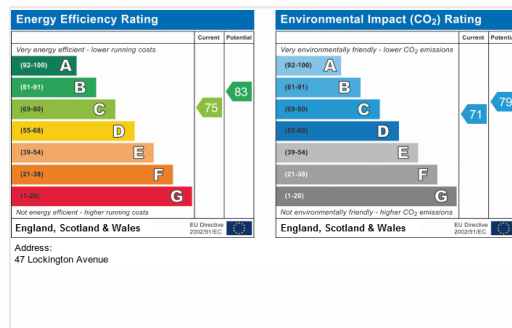 Energy Efficiency Rating
Current Potential
Very energy efficient - lower running costs
(92-100) A
(81-91) B
83
(69-80) C
75
(55-68) D
(39-54) E
(21-38) F
(1-20) G
Not energy efficient - higher running costs
England, Scotland & Wales
EU Directive
2002/91/EC
Environmental Impact (CO₂) Rating
Current Potentia
Very environmentally friendly - lower CO₂ emissions
(92-100) A
(81-91) B
(69-80) C
79
71
(55-68) D
(39-54) E
(21-38) F
(1-20) G
Not environmentally friendly - higher CO₂ emissions
England, Scotland & Wales
EU Directive
2002/91/EC
Address:
47 Lockington Avenue